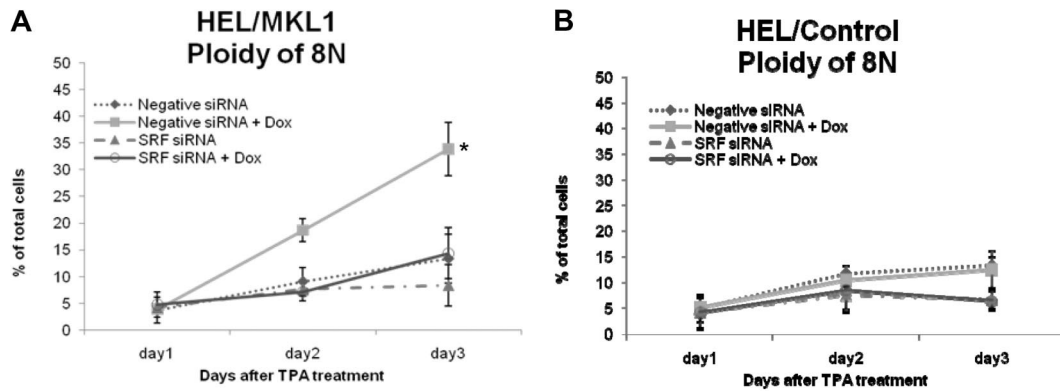 A
HEL/MKL1
Ploidy of 8N
50
45
40
35
30
25
20
15
10
5
0
% of total cells
Negative siRNA
Negative siRNA + Dox
SRF siRNA
SRF siRNA + Dox
*
day1 day2 day3
Days after TPA treatment
B
HEL/Control
Ploidy of 8N
50
45
40
35
30
25
20
15
10
5
0
% of total cells
Negative siRNA
Negative siRNA + Dox
SRF siRNA
SRF siRNA + Dox
day1 day2 day3
Days after TPA treatment